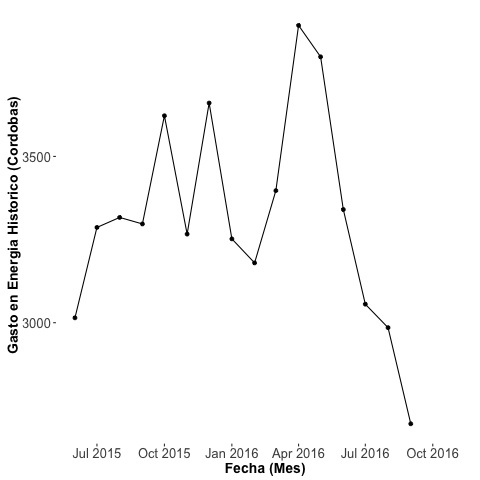 Gasto en Energia Historico (Cordobas)
3500
3000
Jul 2015 Oct 2015 Jan 2016 Apr 2016 Jul 2016 Oct 2016
Fecha (Mes)